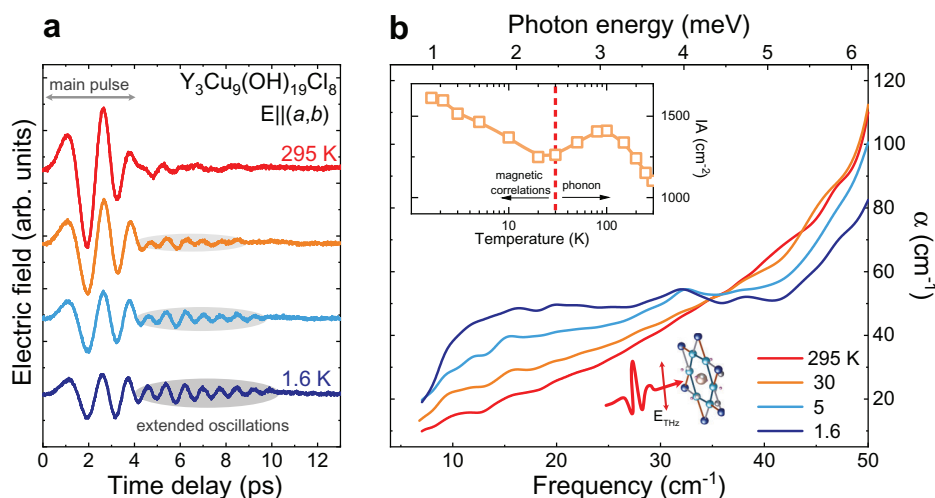 a
main pulse
Y3Cu9(OH)19Cl8
E||(a,b)
295 K
1.6 K
extended oscillations
Electric field (arb. units)
0 2 4 6 8 10 12
Time delay (ps)
b
Photon energy (meV)
1 2 3 4 5 6
120
100
80
60
40
20
α (cm-1)
1500
1000
IA (cm-2)
magnetic correlations
phonon
10 100
Temperature (K)
ETHz
295 K
30
5
1.6
10 20 30 40 50
Frequency (cm-1)